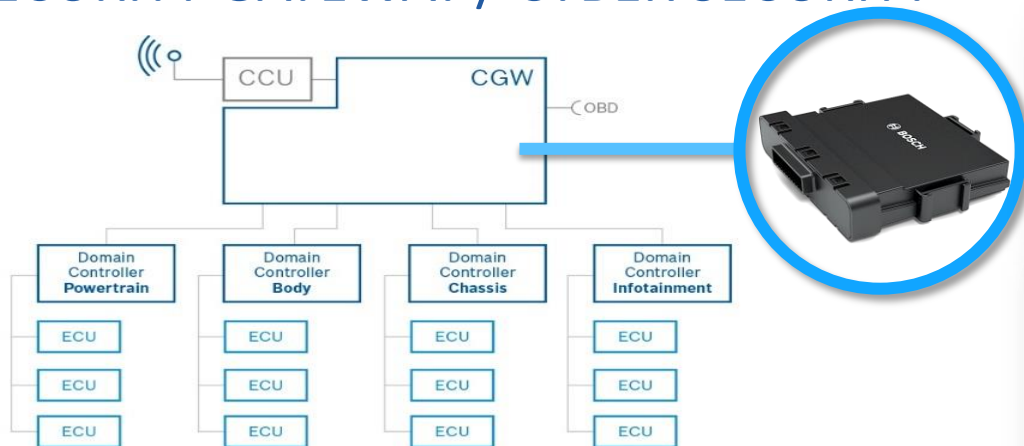 CCU
CGW
OBD
BOSCH
Domain
Controller
Powertrain
Domain
Controller
Body
Domain
Controller
Chassis
Domain
Controller
Infotainment
ECU
ECU
ECU
ECU
ECU
ECU
ECU
ECU
ECU
ECU
ECU
ECU